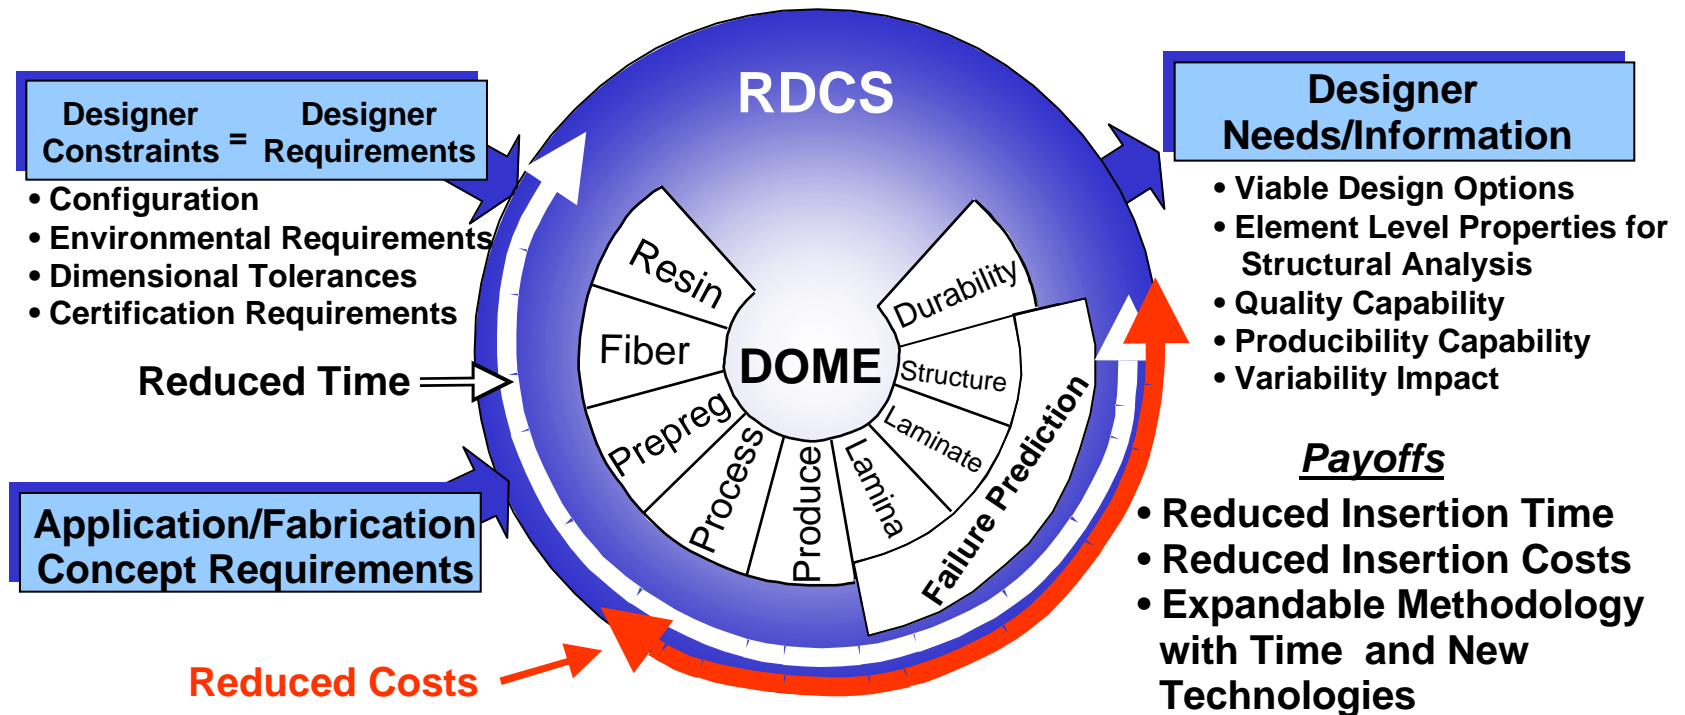 RDCS
Designer
Constraints
=
Designer
Requirements
• Configuration
• Environmental Requirements
• Dimensional Tolerances
• Certification Requirements
Reduced Time
Application/Fabrication
Concept Requirements
Reduced Costs
Resin
Fiber
Prepreg
Process
Produce
Lamina
Laminate
Structure
Durability
Failure Prediction
DOME
Designer
Needs/Information
• Viable Design Options
• Element Level Properties for
Structural Analysis
• Quality Capability
• Producibility Capability
• Variability Impact
Payoffs
• Reduced Insertion Time
• Reduced Insertion Costs
• Expandable Methodology
with Time and New
Technologies